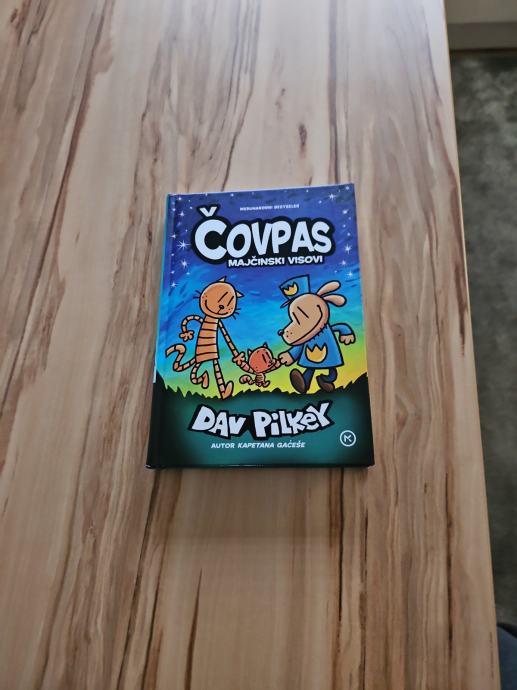 MEĐUNARODNI BESTSELER
ČOVPAS
MAJČINSKI VISOVI
DAV PILKEY
AUTOR KAPETANA GAĆEŠE
M